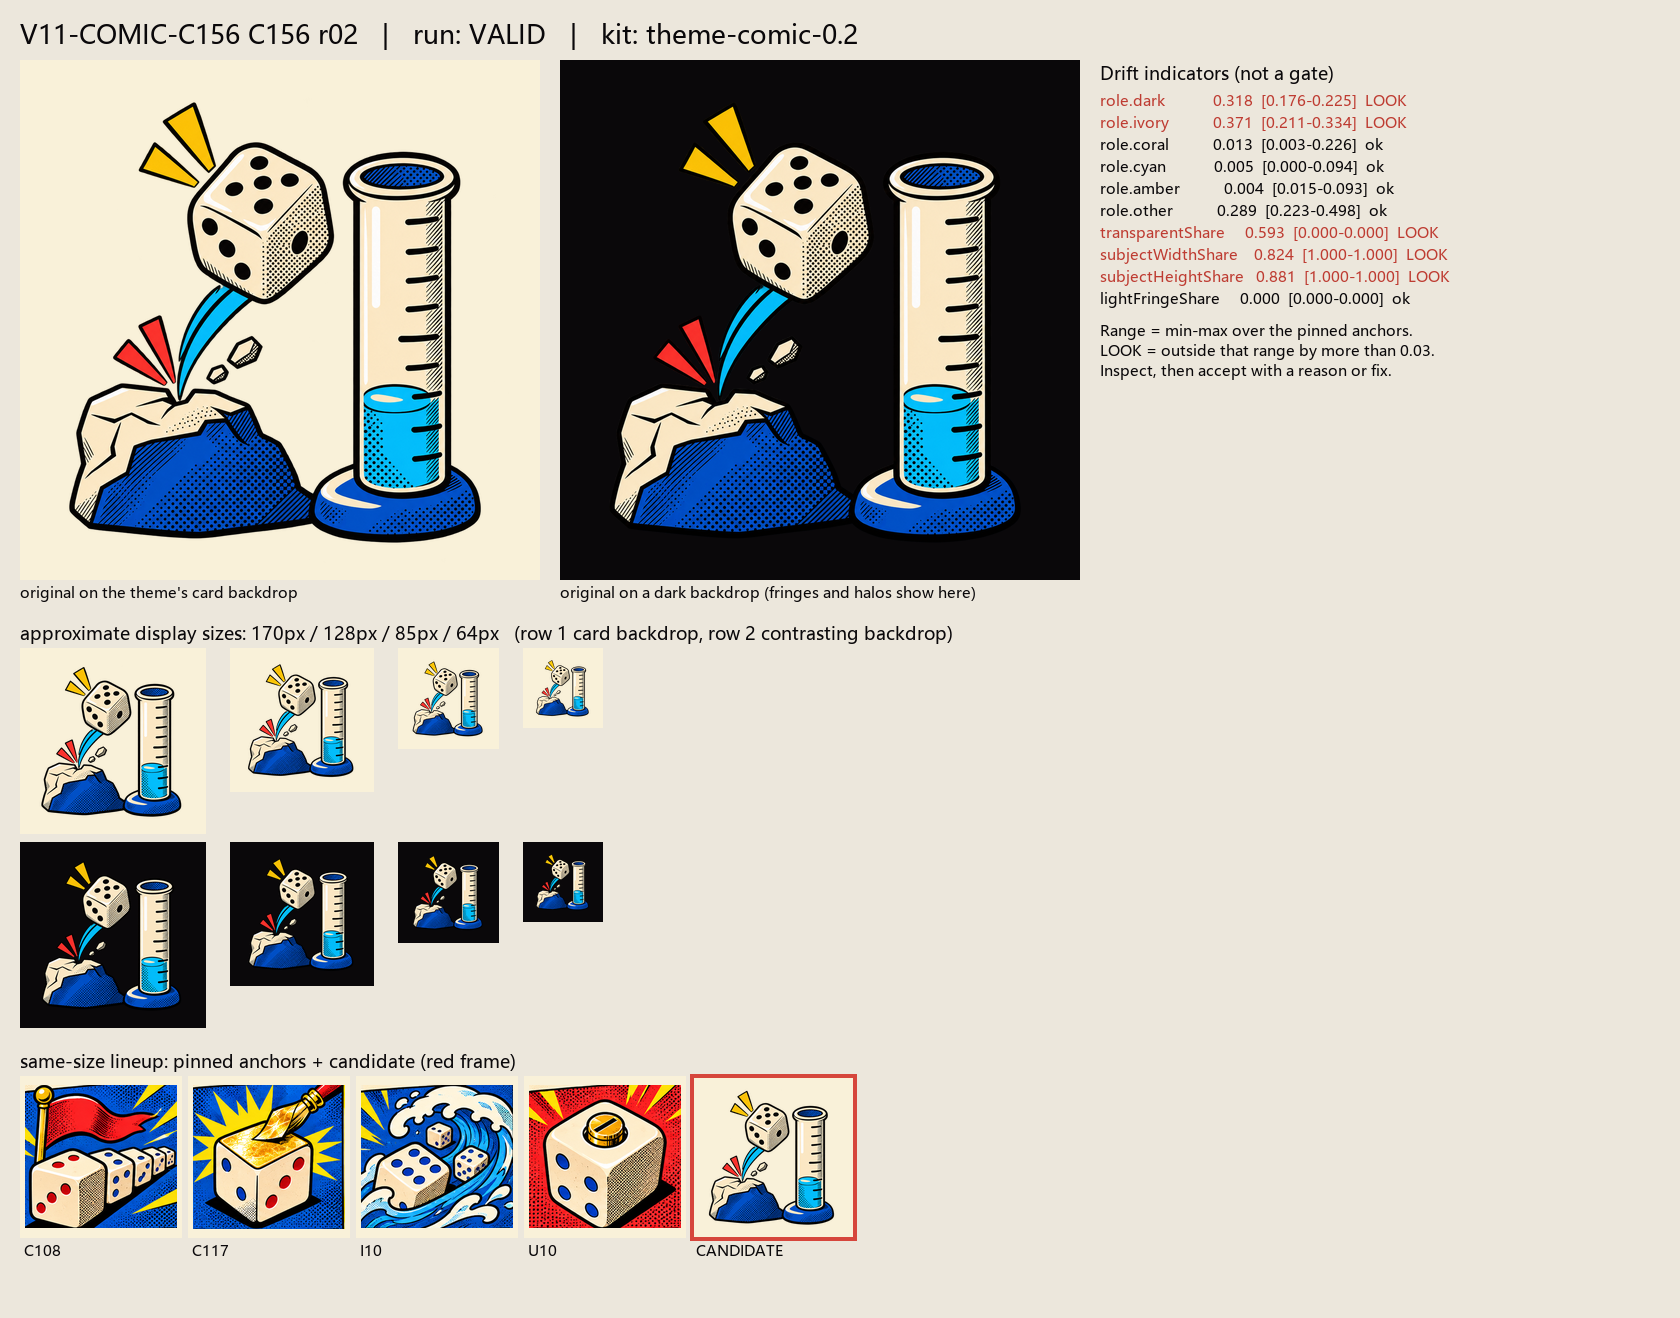 V11-COMIC-C156 C156 r02 | run: VALID | kit: theme-comic-0.2
original on the theme's card backdrop
original on a dark backdrop (fringes and halos show here)
Drift indicators (not a gate)
role.dark 0.318 [0.176-0.225] LOOK
role.ivory 0.371 [0.211-0.334] LOOK
role.coral 0.013 [0.003-0.226] ok
role.cyan 0.005 [0.000-0.094] ok
role.amber 0.004 [0.015-0.093] ok
role.other 0.289 [0.223-0.498] ok
transparentShare 0.593 [0.000-0.000] LOOK
subjectWidthShare 0.824 [1.000-1.000] LOOK
subjectHeightShare 0.881 [1.000-1.000] LOOK
lightFringeShare 0.000 [0.000-0.000] ok
Range = min-max over the pinned anchors.
LOOK = outside that range by more than 0.03.
Inspect, then accept with a reason or fix.
approximate display sizes: 170px / 128px / 85px / 64px (row 1 card backdrop, row 2 contrasting backdrop)
same-size lineup: pinned anchors + candidate (red frame)
C108
C117
I10
U10
CANDIDATE